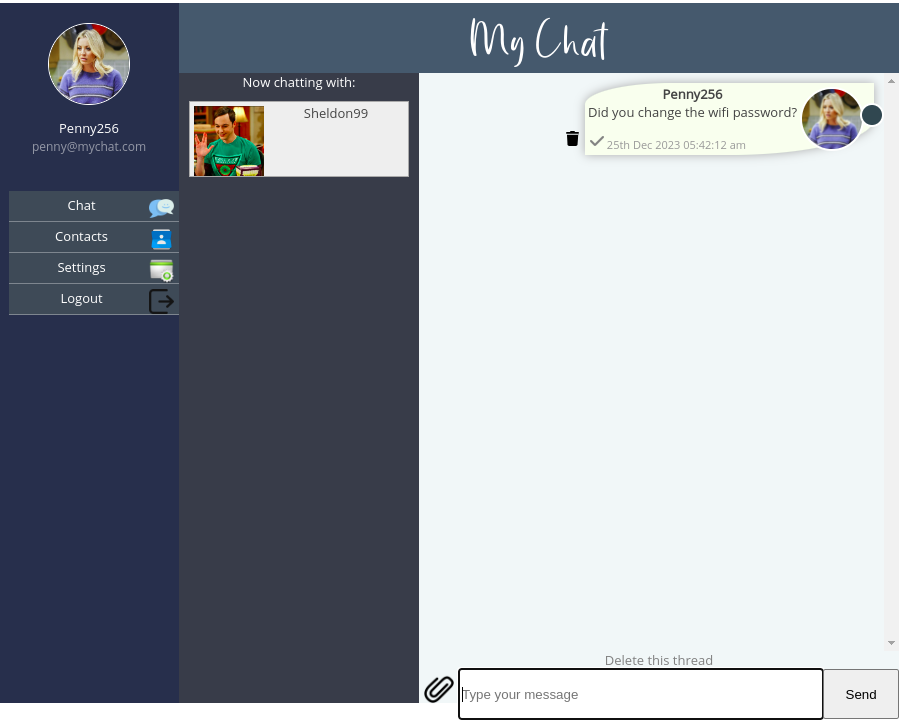 My Chat
Penny256
penny@mychat.com
Chat
Contacts
Settings
Logout
Now chatting with:
Sheldon99
Penny256
Did you change the wifi password?
25th Dec 2023 05:42:12 am
Delete this thread
Type your message
Send